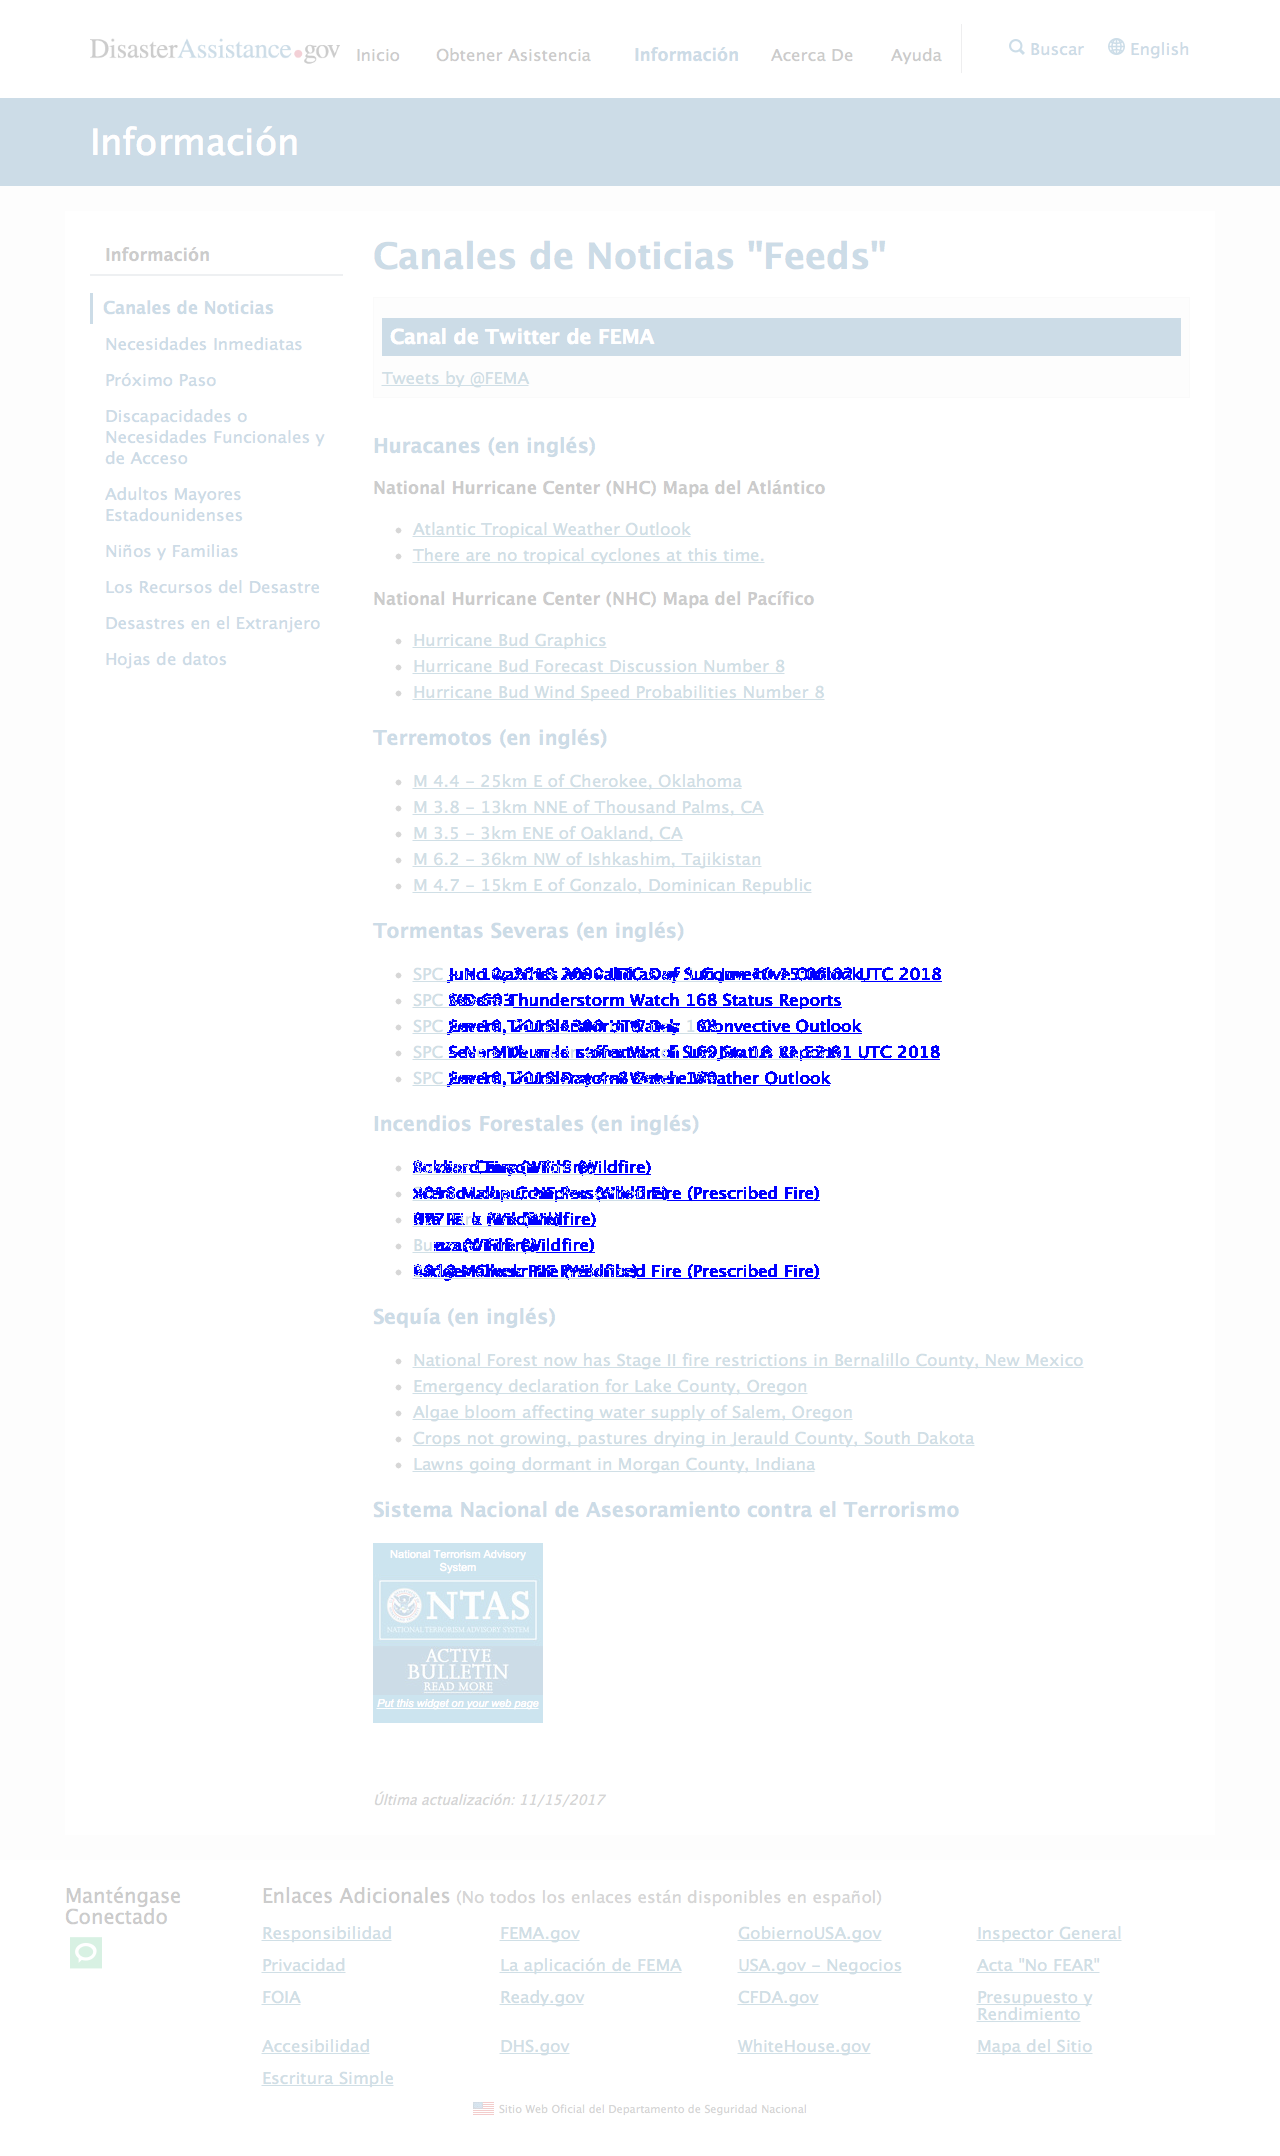 DisasterAssistance.gov
Inicio Obtener Asistencia Información Acerca De Ayuda Buscar English
Información
Información
Canales de Noticias
Necesidades Inmediatas
Próximo Paso
Discapacidades o
Necesidades Funcionales y
de Acceso
Adultos Mayores
Estadounidenses
Niños y Familias
Los Recursos del Desastre
Desastres en el Extranjero
Hojas de datos
Canales de Noticias "Feeds"
Canal de Twitter de FEMA
Tweets by @FEMA
Huracanes (en inglés)
National Hurricane Center (NHC) Mapa del Atlántico
Atlantic Tropical Weather Outlook
There are no tropical cyclones at this time.
National Hurricane Center (NHC) Mapa del Pacífico
Hurricane Bud Graphics
Hurricane Bud Forecast Discussion Number 8
Hurricane Bud Wind Speed Probabilities Number 8
Terremotos (en inglés)
M 4.4 - 25km E of Cherokee, Oklahoma
M 3.8 - 13km NNE of Thousand Palms, CA
M 3.5 - 3km ENE of Oakland, CA
M 6.2 - 36km NW of Ishkashim, Tajikistan
M 4.7 - 15km E of Gonzalo, Dominican Republic
Tormentas Severas (en inglés)
SPC UTC 2018
SPC Thunderstorm Watch 168 Status Reports
SPC Convective Outlook
SPC UTC 2018
SPC Weather Outlook
Incendios Forestales (en inglés)
(Wildfire)
Fire (Prescribed Fire)
(Wildfire)
(Wildfire)
Fire (Prescribed Fire)
Sequía (en inglés)
National Forest now has Stage II fire restrictions in Bernalillo County, New Mexico
Emergency declaration for Lake County, Oregon
Algae bloom affecting water supply of Salem, Oregon
Crops not growing, pastures drying in Jerauld County, South Dakota
Lawns going dormant in Morgan County, Indiana
Sistema Nacional de Asesoramiento contra el Terrorismo
National Terrorism Advisory
System
NTAS
NATIONAL TERRORISM ADVISORY SYSTEM
ACTIVE
BULLETIN
READ MORE
Put this widget on your web page
Última actualización: 11/15/2017
Manténgase
Conectado
Enlaces Adicionales (No todos los enlaces están disponibles en español)
Responsibilidad FEMA.gov GobiernoUSA.gov Inspector General
Privacidad La aplicación de FEMA USA.gov - Negocios Acta "No FEAR"
FOIA Ready.gov CFDA.gov Presupuesto y
Rendimiento
Accesibilidad DHS.gov WhiteHouse.gov Mapa del Sitio
Escritura Simple
Sitio Web Oficial del Departamento de Seguridad Nacional